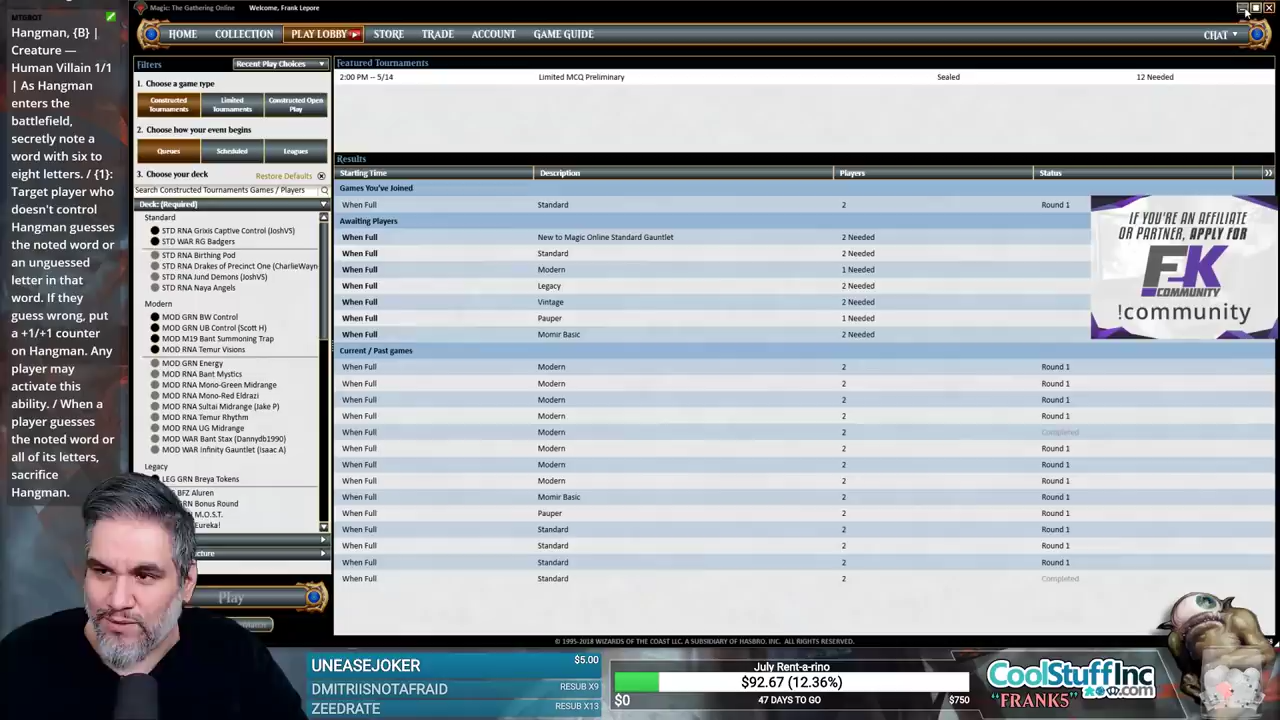 MTGBOT
Hangman, {B} |
Creature —
Human Villain 1/1
| As Hangman
enters the
battlefield,
secretly note a
word with six to
eight letters. / {1}:
Target player who
doesn't control
Hangman guesses
the noted word or
an unguessed
letter in that
word. If they
guess wrong, put
a +1/+1 counter
on Hangman. Any
player may
activate this
ability. / When a
player guesses
the noted word or
all of its letters,
sacrifice
Hangman.
Magic: The Gathering Online Welcome, Frank Lepore
HOME COLLECTION PLAY LOBBY STORE TRADE ACCOUNT GAME GUIDE CHAT
Filters Recent Play Choices
1. Choose a game type
Constructed Tournaments Limited Tournaments Constructed Open Play
2. Choose how your event begins
Queues Scheduled Leagues
3. Choose your deck Restore Defaults
Search Constructed Tournaments Games / Players
Deck: (Required)
Standard
STD RNA Grixis Captive Control (JoshV5)
STD WAR RG Badgers
STD RNA Birthing Pod
STD RNA Drakes of Precinct One (CharlieWayn
STD RNA Jund Demons (JoshV5)
STD RNA Naya Angels
Modern
MOD GRN BW Control
MOD GRN UB Control (Scott H)
MOD M19 Bant Summoning Trap
MOD RNA Temur Visions
MOD GRN Energy
MOD RNA Bant Mystics
MOD RNA Mono-Green Midrange
MOD RNA Mono-Red Eldrazi
MOD RNA Sultai Midrange (Jake P)
MOD RNA Temur Rhythm
MOD RNA UG Midrange
MOD WAR Bant Stax (Dannydb1990)
MOD WAR Infinity Gauntlet (Isaac A)
Legacy
LEG GRN Breya Tokens
BFZ Aluren
RN Bonus Round
M.O.S.T.
Eureka!
cture
Play
Featured Tournaments
2:00 PM -- 5/14 Limited MCQ Preliminary Sealed 12 Needed
Results
Starting Time Description Players Status
Games You've Joined
When Full Standard 2 Round 1
Awaiting Players
When Full New to Magic Online Standard Gauntlet 2 Needed
When Full Standard 2 Needed
When Full Modern 1 Needed
When Full Legacy 2 Needed
When Full Vintage 2 Needed
When Full Pauper 1 Needed
When Full Momir Basic 2 Needed
Current / Past games
When Full Modern 2 Round 1
When Full Modern 2 Round 1
When Full Modern 2 Round 1
When Full Modern 2 Round 1
When Full Modern 2 Completed
When Full Modern 2 Round 1
When Full Modern 2 Round 1
When Full Modern 2 Round 1
When Full Momir Basic 2 Round 1
When Full Pauper 2 Round 1
When Full Standard 2 Round 1
When Full Standard 2 Round 1
When Full Standard 2 Round 1
When Full Standard 2 Completed
IF YOU'RE AN AFFILIATE
OR PARTNER, APPLY FOR
FK
COMMUNITY
!community
© 1995-2018 WIZARDS OF THE COAST LLC. A SUBSIDIARY OF HASBRO, INC. ALL RIGHTS RESERVED.
UNEASEJOKER $5.00
DMITRIISNOTAFRAID RESUB X9
ZEEDRATE RESUB X13
July Rent-a-rino
$92.67 (12.36%)
$0 47 DAYS TO GO $750
CoolStuffInc
.com
"FRANK5"